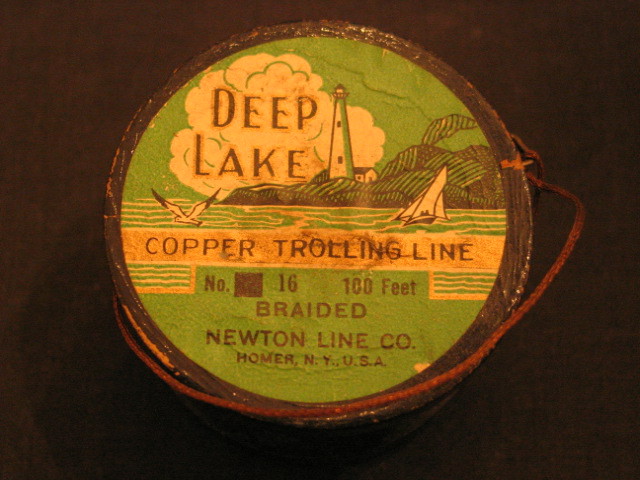 DEEP
LAKE
COPPER TROLLING LINE
No. 16 100 Feet
BRAIDED
NEWTON LINE CO.
HOMER, N.Y., U.S.A.